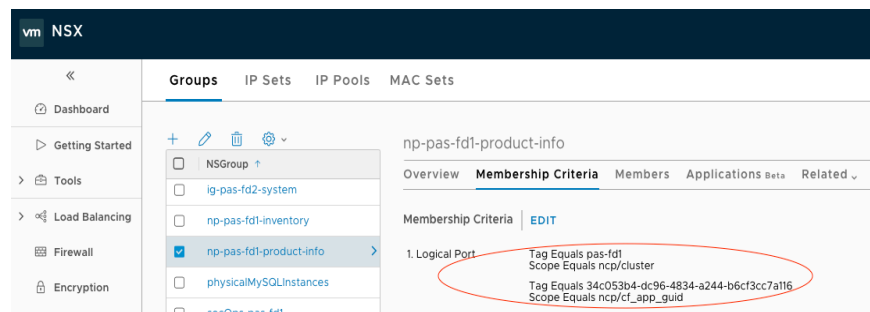 vm NSX
«
Groups IP Sets IP Pools MAC Sets
Dashboard
Getting Started
Tools
Load Balancing
Firewall
Encryption
NSGroup ↑
ig-pas-fd2-system
np-pas-fd1-inventory
np-pas-fd1-product-info
physicalMySQLInstances
np-pas-fd1-product-info
Overview Membership Criteria Members Applications Beta Related
Membership Criteria EDIT
1. Logical Port
Tag Equals pas-fd1
Scope Equals ncp/cluster
Tag Equals 34c053b4-dc96-4834-a244-b6cf3cc7a116
Scope Equals ncp/cf_app_guid